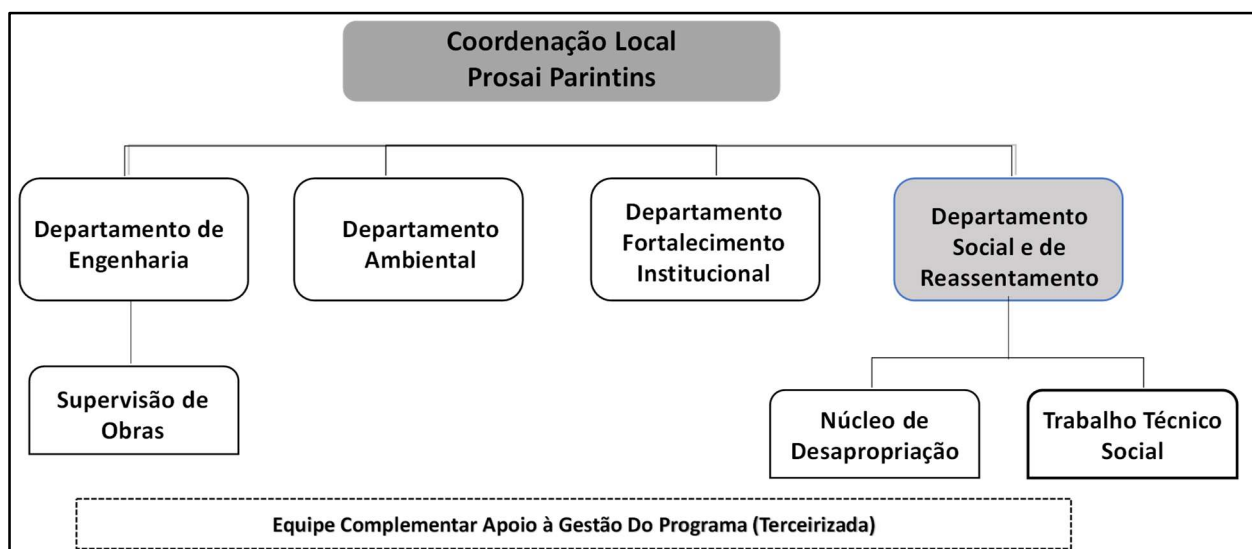 Coordenação Local
Prosai Parintins
Departamento de
Engenharia
Departamento
Ambiental
Departamento
Fortalecimento
Institucional
Departamento
Social e de
Reassentamento
Supervisão de
Obras
Núcleo de
Desapropriação
Trabalho Técnico
Social
Equipe Complementar Apoio à Gestão Do Programa (Terceirizada)